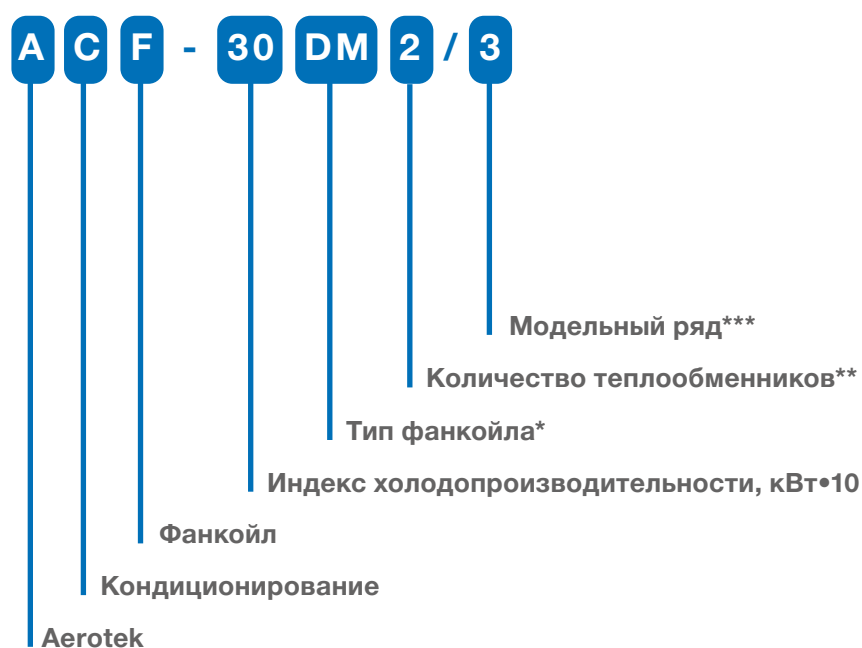 A C F - 30 DM 2 / 3
Модельный ряд***
Количество теплообменников**
Тип фанкойла*
Индекс холодопроизводительности, кВт•10
Фанкойл
Кондиционирование
Aerotek